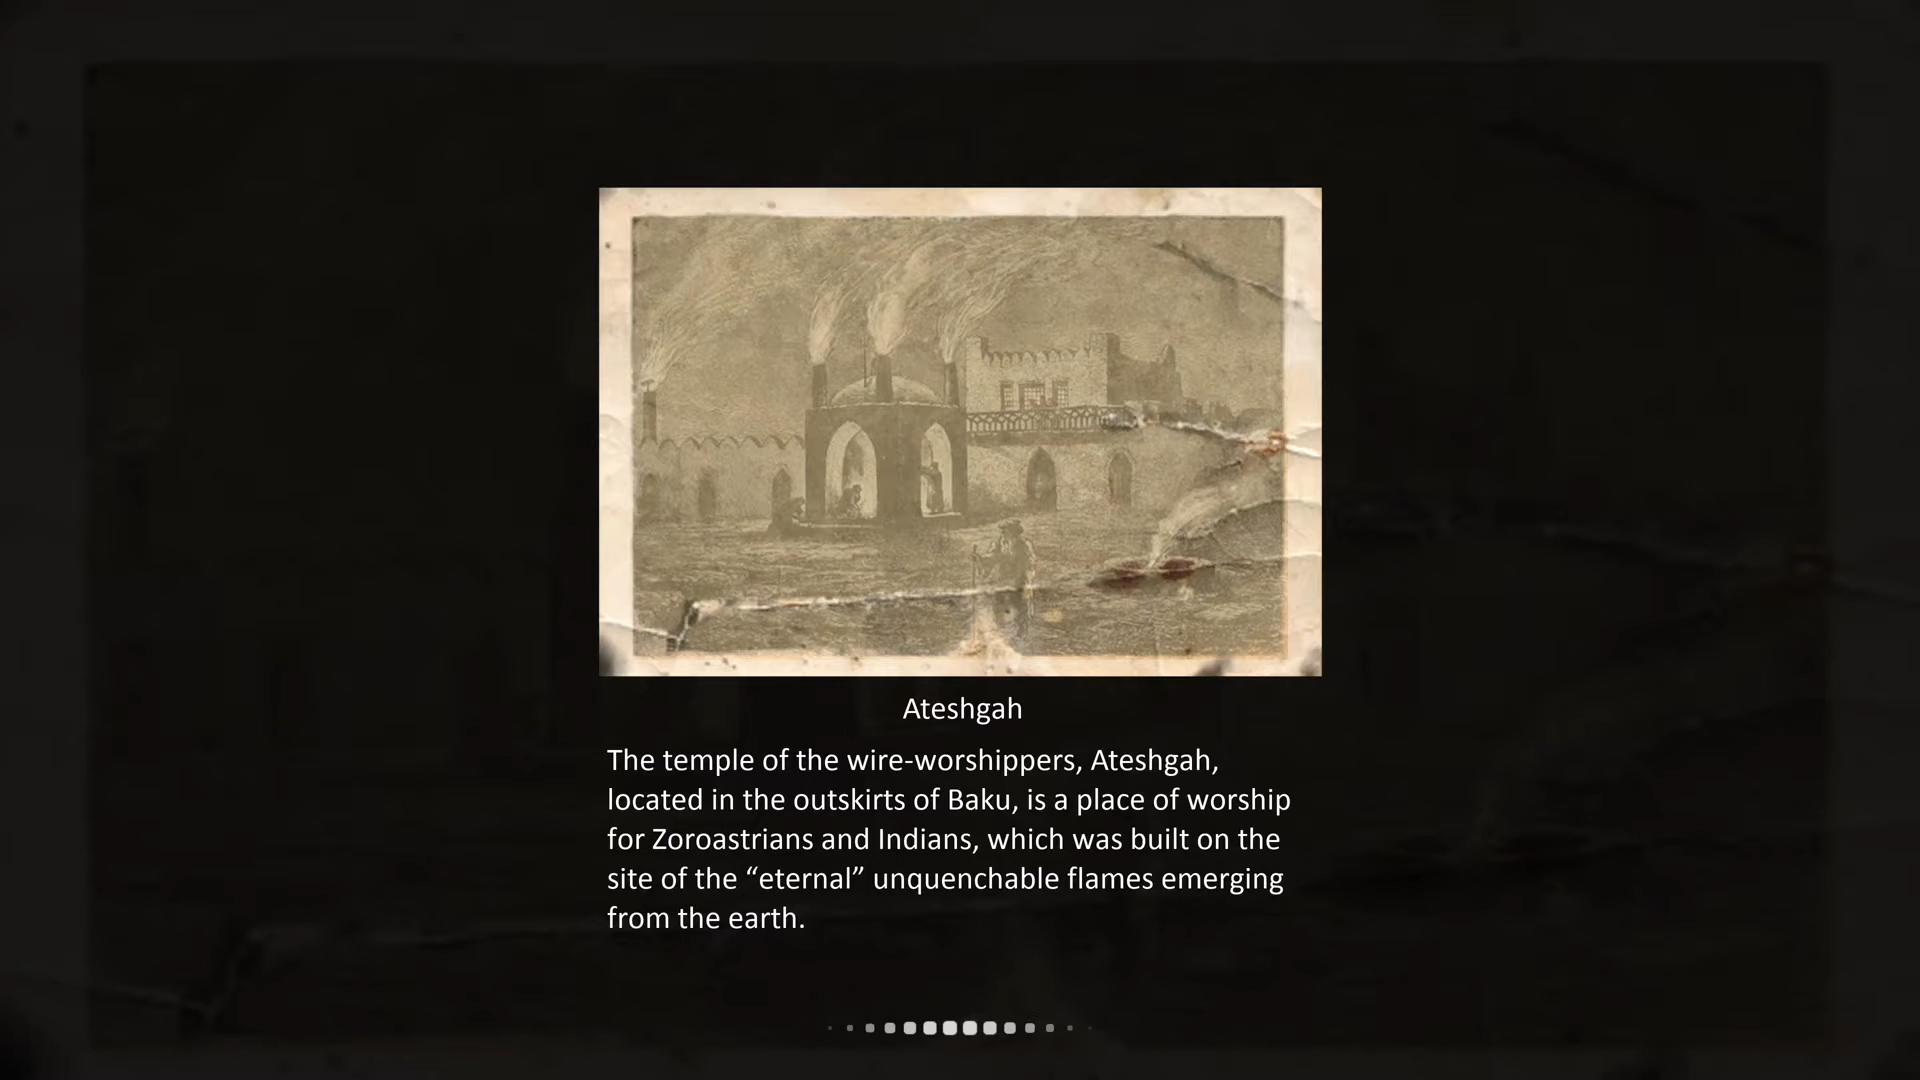 Ateshgah
The temple of the wire-worshippers, Ateshgah,
located in the outskirts of Baku, is a place of worship
for Zoroastrians and Indians, which was built on the
site of the “eternal” unquenchable flames emerging
from the earth.